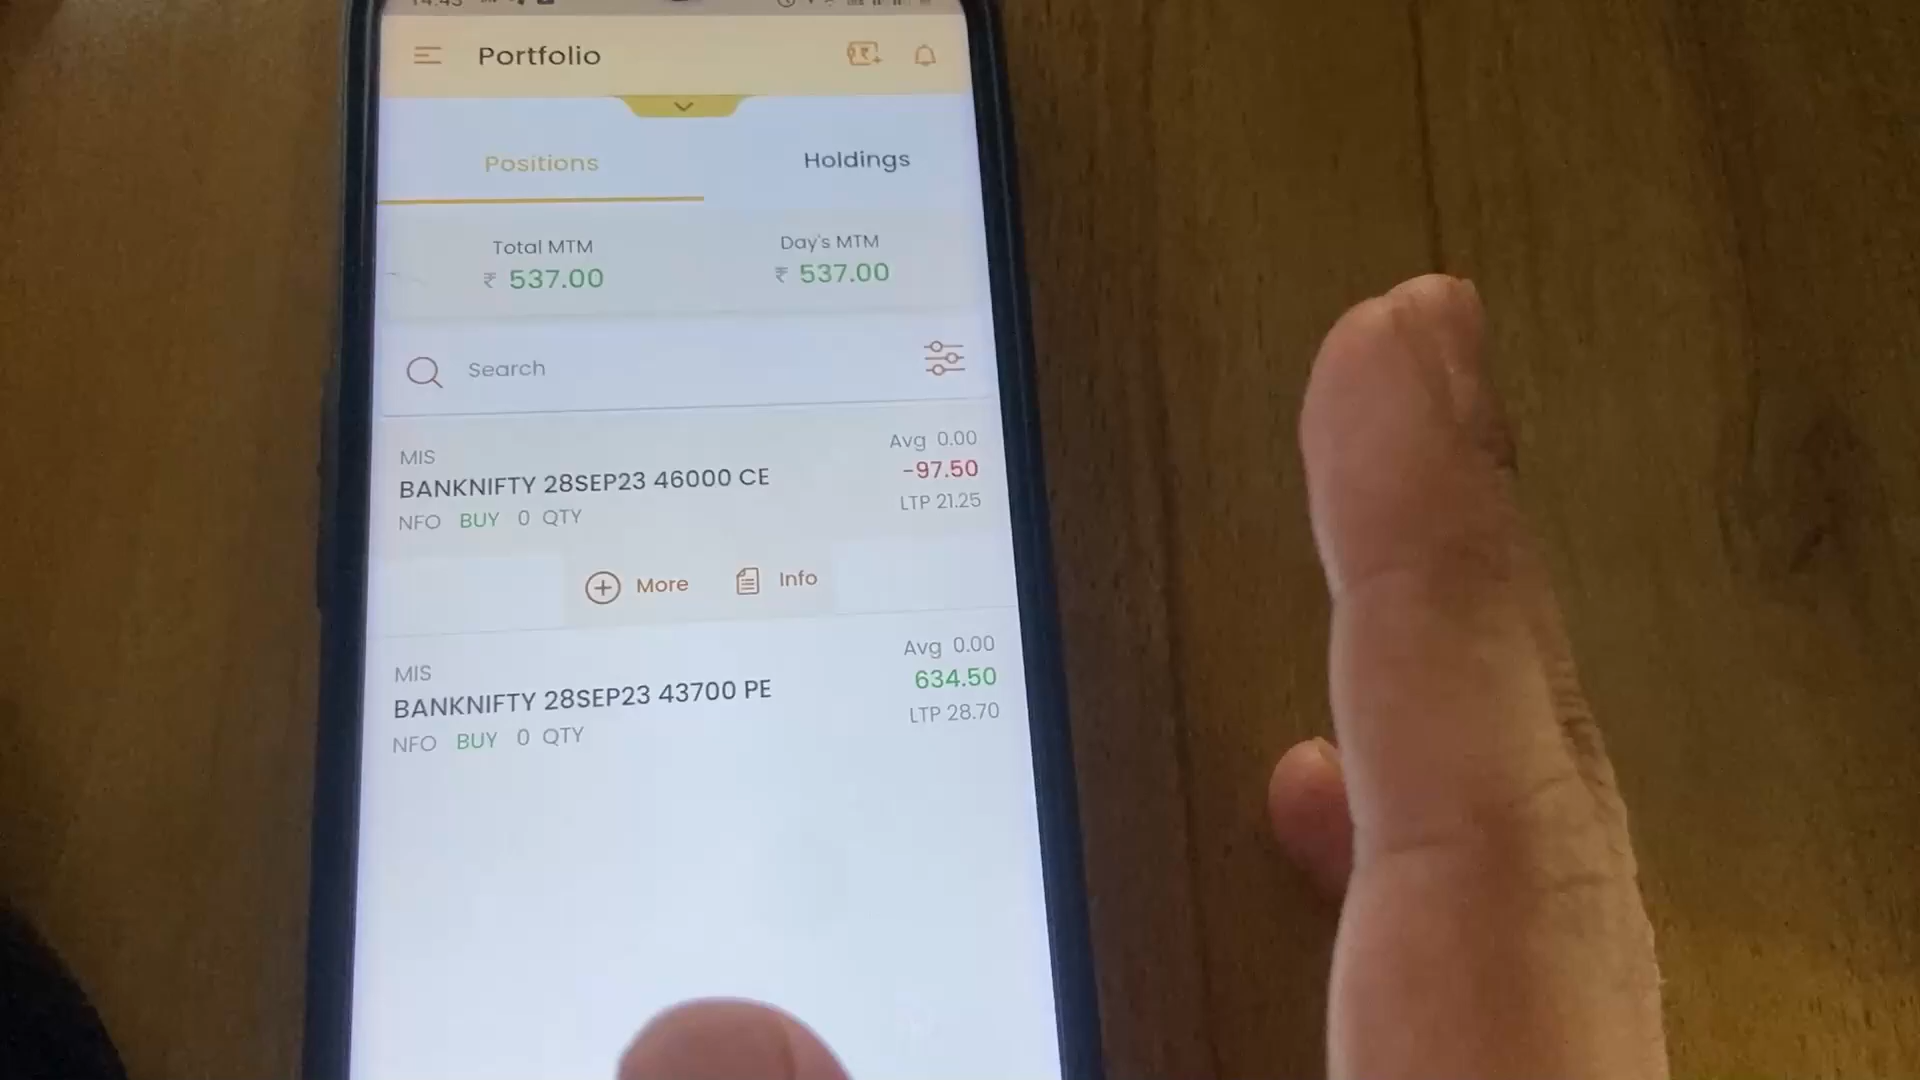 Portfolio
Positions
Holdings
Total MTM
₹ 537.00
Day's MTM
₹ 537.00
Search
MIS
BANKNIFTY 28SEP23 46000 CE
NFO BUY 0 QTY
Avg 0.00
-97.50
LTP 21.25
More
Info
MIS
BANKNIFTY 28SEP23 43700 PE
NFO BUY 0 QTY
Avg 0.00
634.50
LTP 28.70